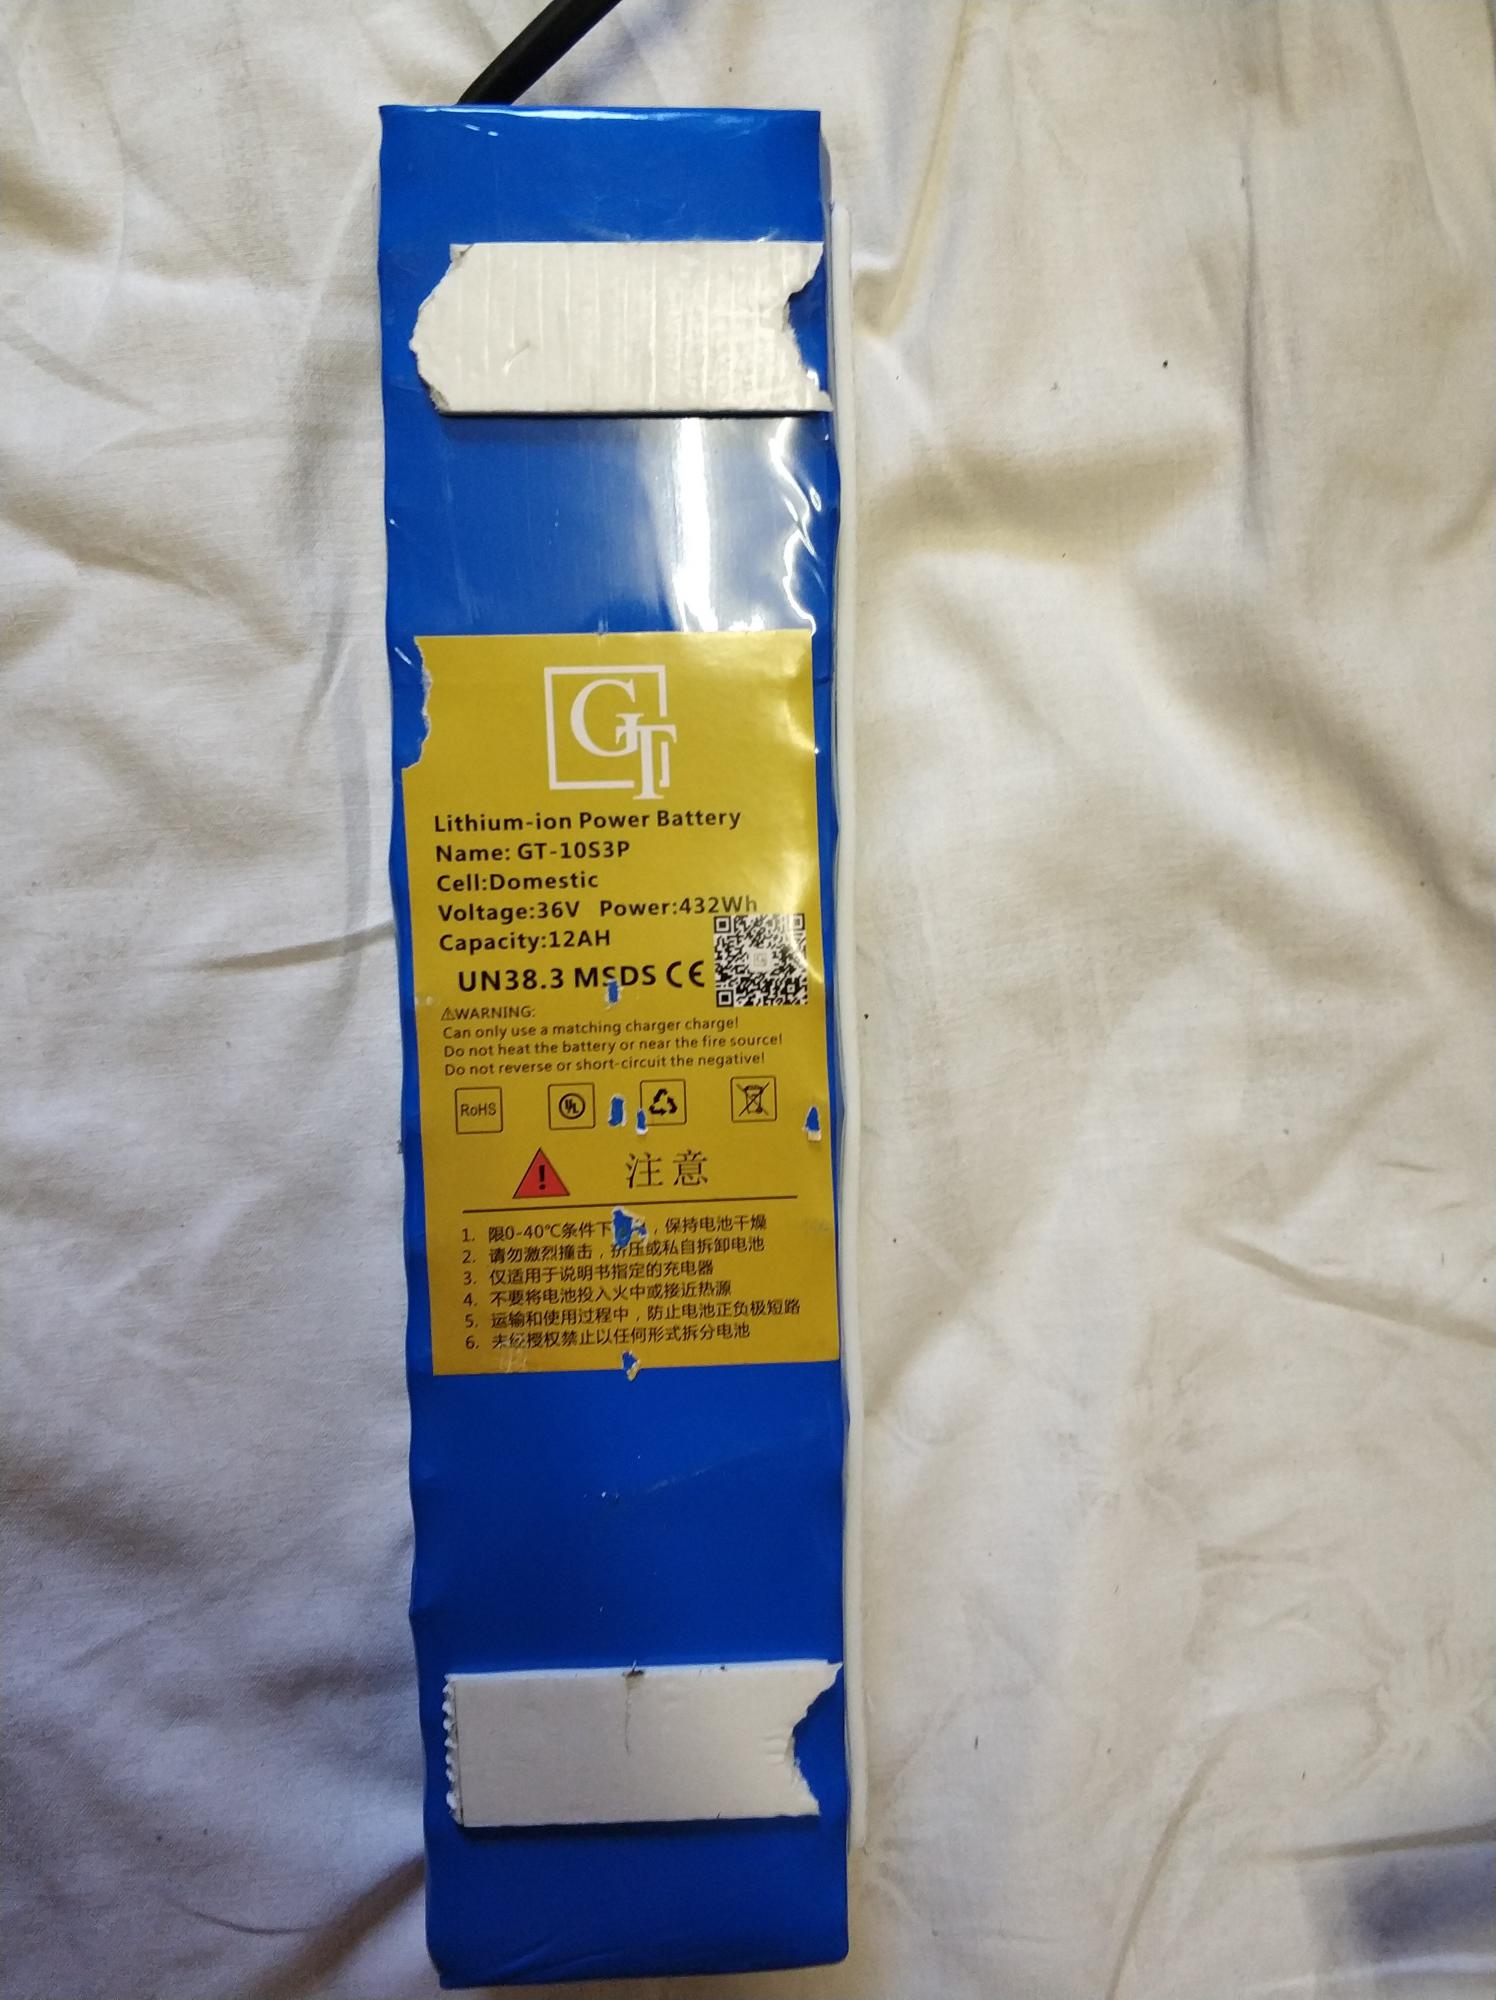 GT
Lithium-ion Power Battery
Name: GT-10S3P
Cell:Domestic
Voltage:36V Power:432Wh
Capacity:12AH
UN38.3 MSDS CE
⚠WARNING:
Can only use a matching charger charge!
Do not heat the battery or near the fire source!
Do not reverse or short-circuit the negative!
RoHS UL
注意
1. 限0-40℃条件下，保持电池干燥
2. 请勿激烈撞击，挤压或私自拆卸电池
3. 仅适用于说明书指定的充电器
4. 不要将电池投入火中或接近热源
5. 运输和使用过程中，防止电池正负极短路
6. 未经授权禁止以任何形式拆分电池